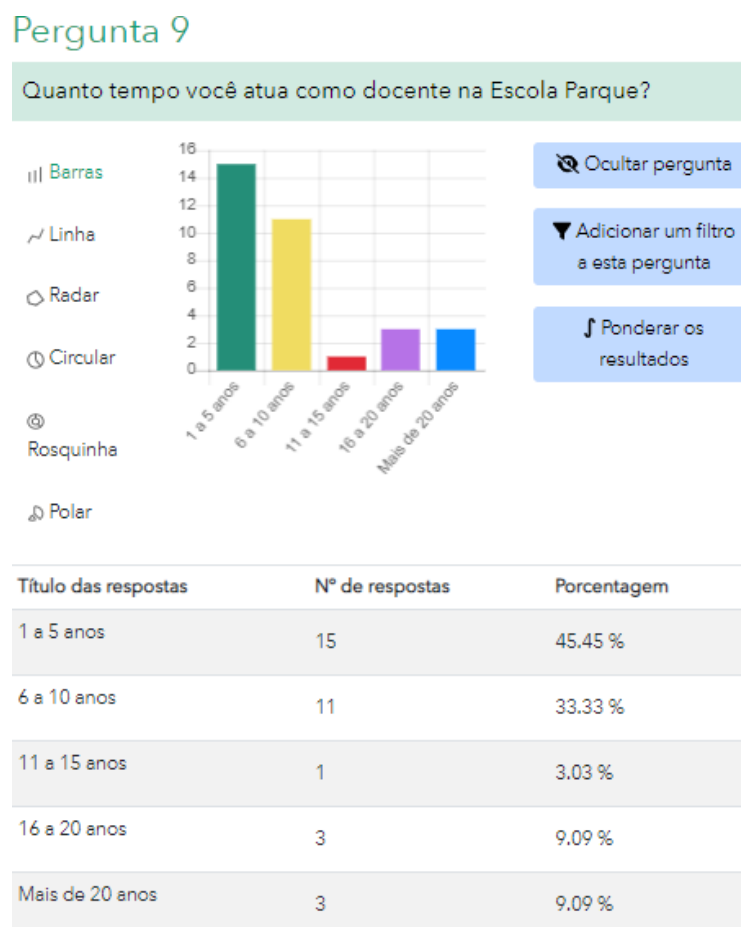 Pergunta 9
Quanto tempo você atua como docente na Escola Parque?
Barras
Linha
Radar
Circular
Rosquinha
Polar
16
14
12
10
8
6
4
2
0
1 a 5 anos
6 a 10 anos
11 a 15 anos
16 a 20 anos
Mais de 20 anos
Ocultar pergunta
Adicionar um filtro
a esta pergunta
Ponderar os
resultados
Título das respostas Nº de respostas Porcentagem
1 a 5 anos 15 45.45 %
6 a 10 anos 11 33.33 %
11 a 15 anos 1 3.03 %
16 a 20 anos 3 9.09 %
Mais de 20 anos 3 9.09 %